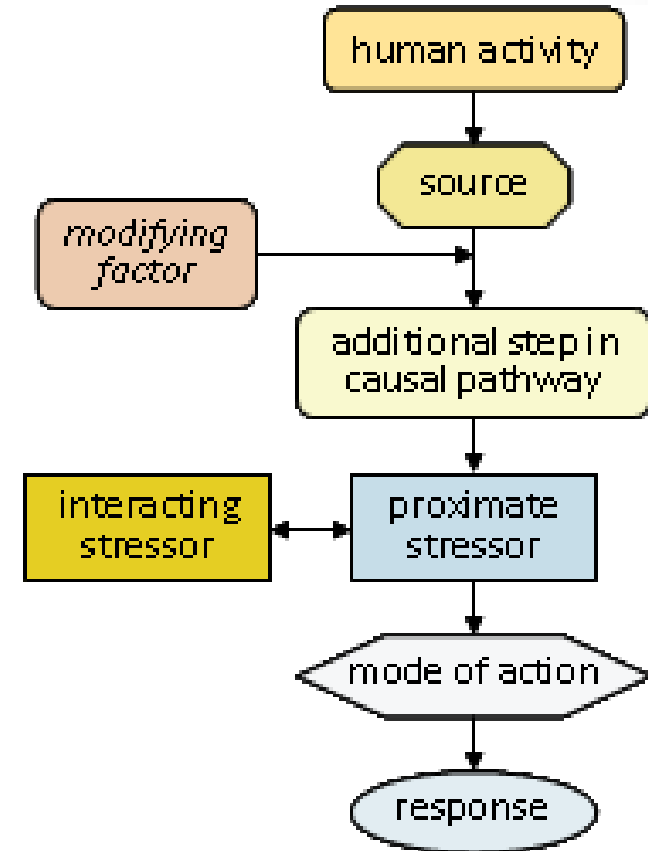 human activity
source
modifying
factor
additional step in
causal pathway
interacting
stressor
proximate
stressor
mode of action
response